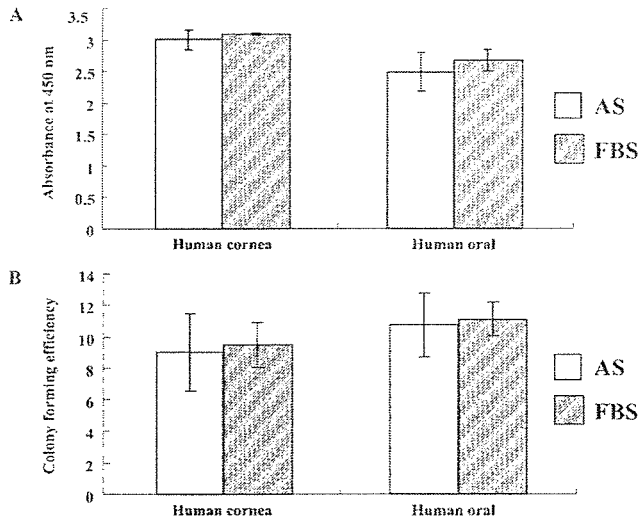 A
Absorbance at 450 nm
3.5
3
2.5
2
1.5
1
0.5
0
Human cornea
Human oral
AS
FBS
B
Colony forming efficiency
14
12
10
8
6
4
2
0
Human cornea
Human oral
AS
FBS